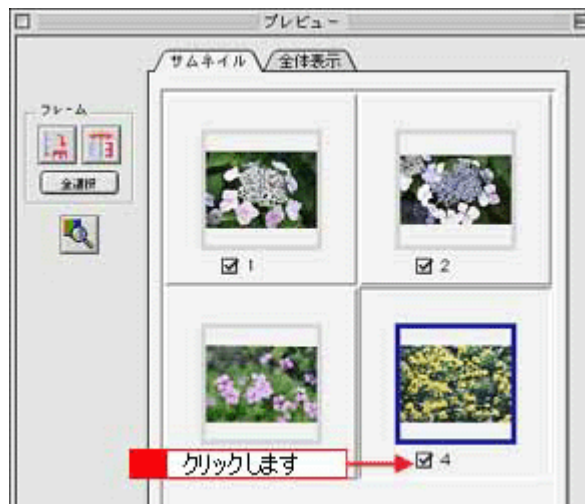 プレビュー
サムネイル
全体表示
フレーム
全選択
1
2
クリックします
4